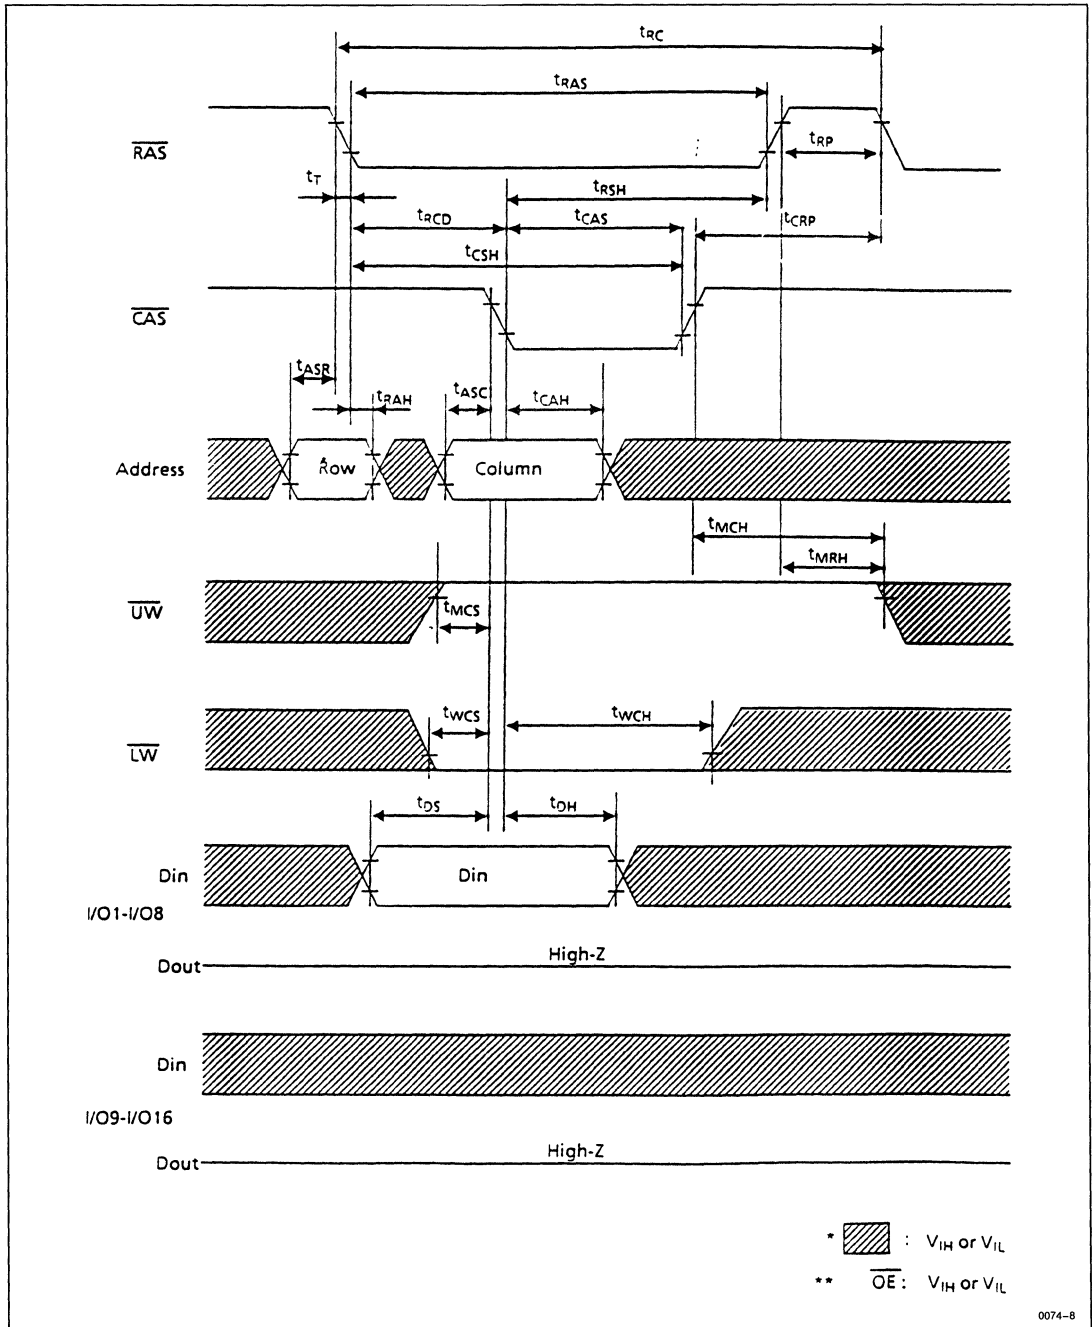 tRC
tRAS
RAS
tRP
tT
tRSH
tRCD
tCAS
tCRP
tCSH
CAS
tASR
tRAH
tASC
tCAH
Address
Row
Column
tMCH
tMRH
UW
tMCS
tWCS
tWCH
LW
tDS
tDH
Din
Din
I/O1-I/O8
High-Z
Dout
Din
I/O9-I/O16
High-Z
Dout
* : VIH or VIL
** OE: VIH or VIL
0074-8